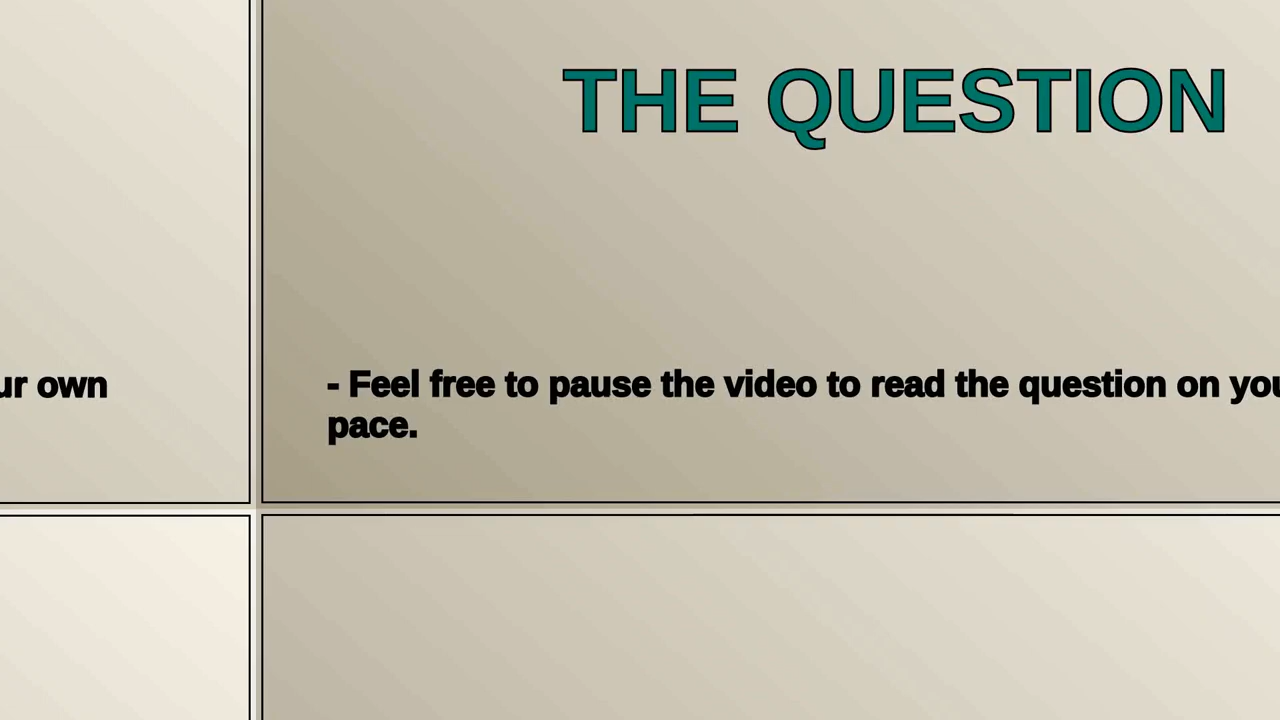 THE QUESTION
ur own
- Feel free to pause the video to read the question on you
pace.